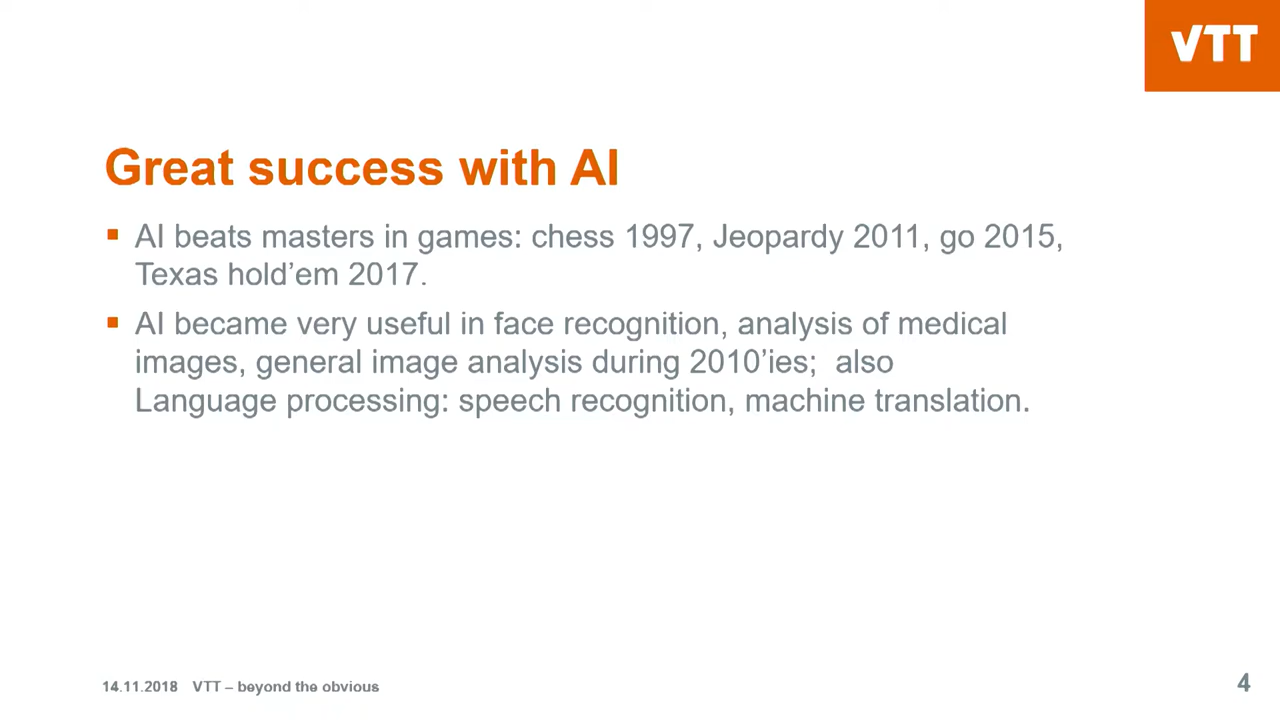 VTT
Great success with AI
▪ AI beats masters in games: chess 1997, Jeopardy 2011, go 2015,
Texas hold’em 2017.
▪ AI became very useful in face recognition, analysis of medical
images, general image analysis during 2010’ies;  also
Language processing: speech recognition, machine translation.
14.11.2018 VTT – beyond the obvious
4